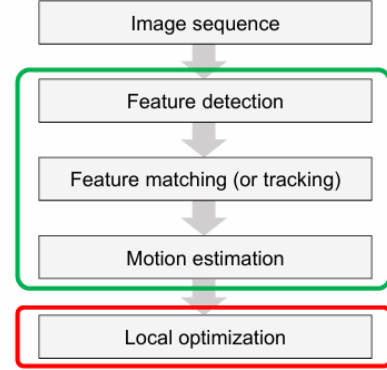 Image sequence
Feature detection
Feature matching (or tracking)
Motion estimation
Local optimization